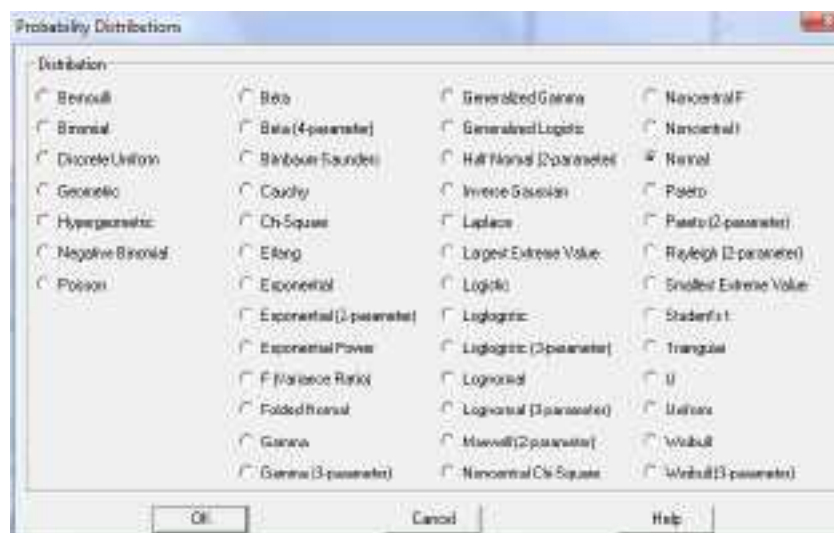 Probability Distributions
Distribution
Bernoulli
Binomial
Discrete Uniform
Geometric
Hypergeometric
Negative Binomial
Poisson
Beta
Beta (4-parameter)
Birnbaum-Saunders
Cauchy
Chi-Square
Erlang
Exponential
Exponential (2-parameter)
Exponential Power
F (Variance Ratio)
Folded Normal
Gamma
Gamma (3-parameter)
Generalized Gamma
Generalized Logistic
Half Normal (2-parameter)
Inverse Gaussian
Laplace
Largest Extreme Value
Logistic
Loglogistic
Loglogistic (3-parameter)
Lognormal
Lognormal (3-parameter)
Maxwell (2-parameter)
Noncentral Chi-Square
Noncentral F
Noncentral t
Normal
Pareto
Pareto (2-parameter)
Rayleigh (2-parameter)
Smallest Extreme Value
Student's t
Triangular
U
Uniform
Weibull
Weibull (3-parameter)
OK
Cancel
Help